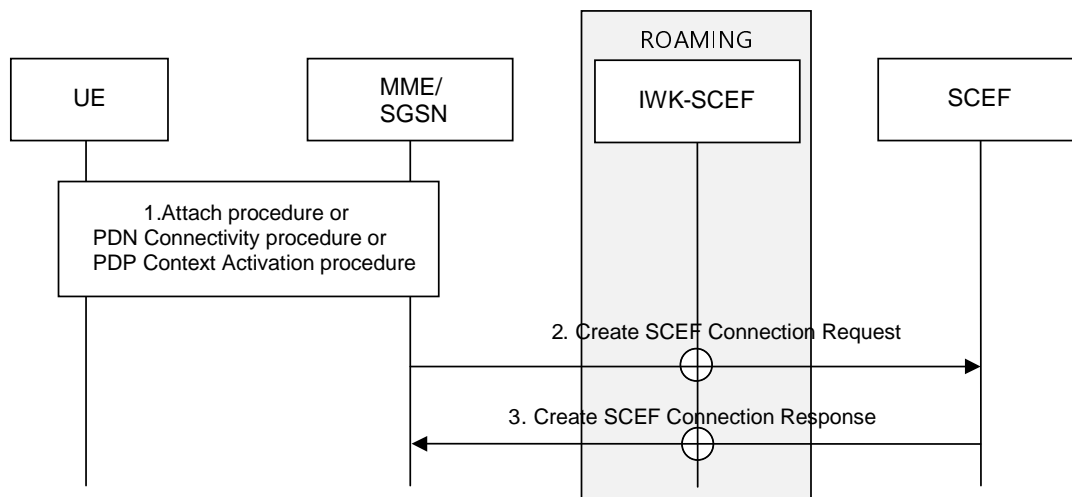 ROAMING
UE
MME/
SGSN
IWK-SCEF
SCEF
1.Attach procedure or
PDN Connectivity procedure or
PDP Context Activation procedure
2. Create SCEF Connection Request
3. Create SCEF Connection Response